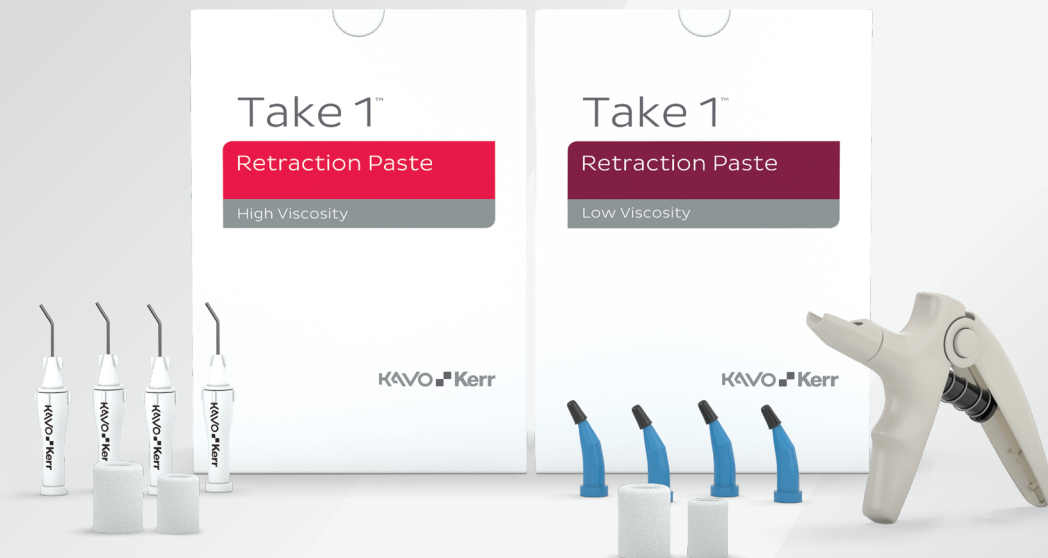 Take 1™
Retraction Paste
High Viscosity
KAVO Kerr
Take 1™
Retraction Paste
Low Viscosity
KAVO Kerr
KAVO Kerr
KAVO Kerr
KAVO Kerr
KAVO Kerr